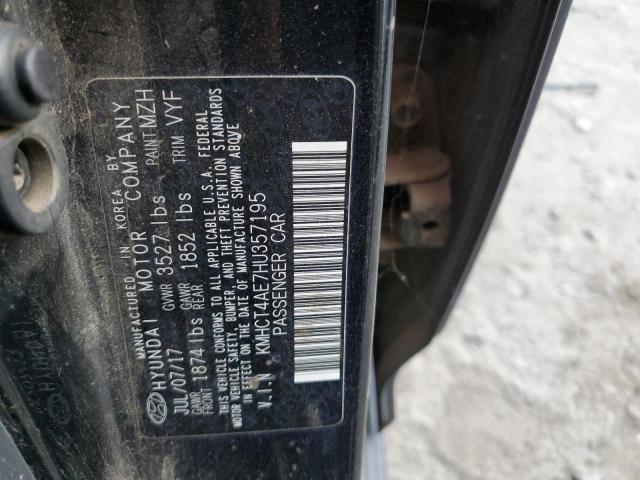 MANUFACTURED IN KOREA BY
HYUNDAI MOTOR COMPANY
JUL/07/17 GVWR 3527 lbs PAINT MZH
GAWR FRONT 1874 lbs GAWR REAR 1852 lbs TRIM VYF
THIS VEHICLE CONFORMS TO ALL APPLICABLE U.S.A. FEDERAL
MOTOR VEHICLE SAFETY, BUMPER, AND THEFT PREVENTION STANDARDS
IN EFFECT ON THE DATE OF MANUFACTURE SHOWN ABOVE
V.I.N KMHCT4AE7HU357195
PASSENGER CAR